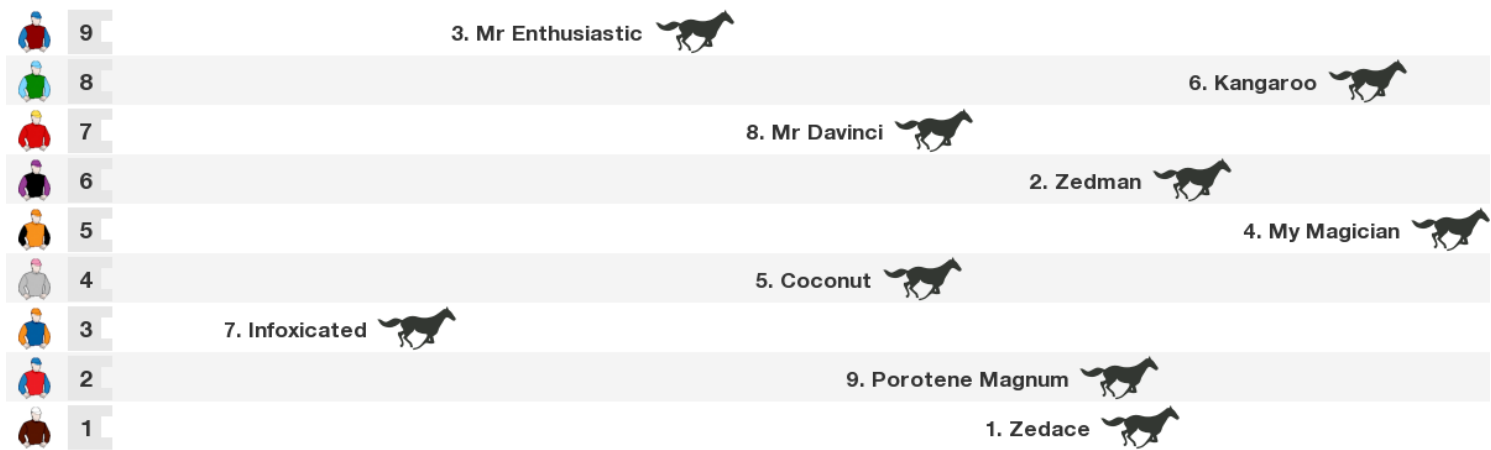 9 3. Mr Enthusiastic
8 6. Kangaroo
7 8. Mr Davinci
6 2. Zedman
5 4. My Magician
4 5. Coconut
3 7. Infoxicated
2 9. Porotene Magnum
1 1. Zedace